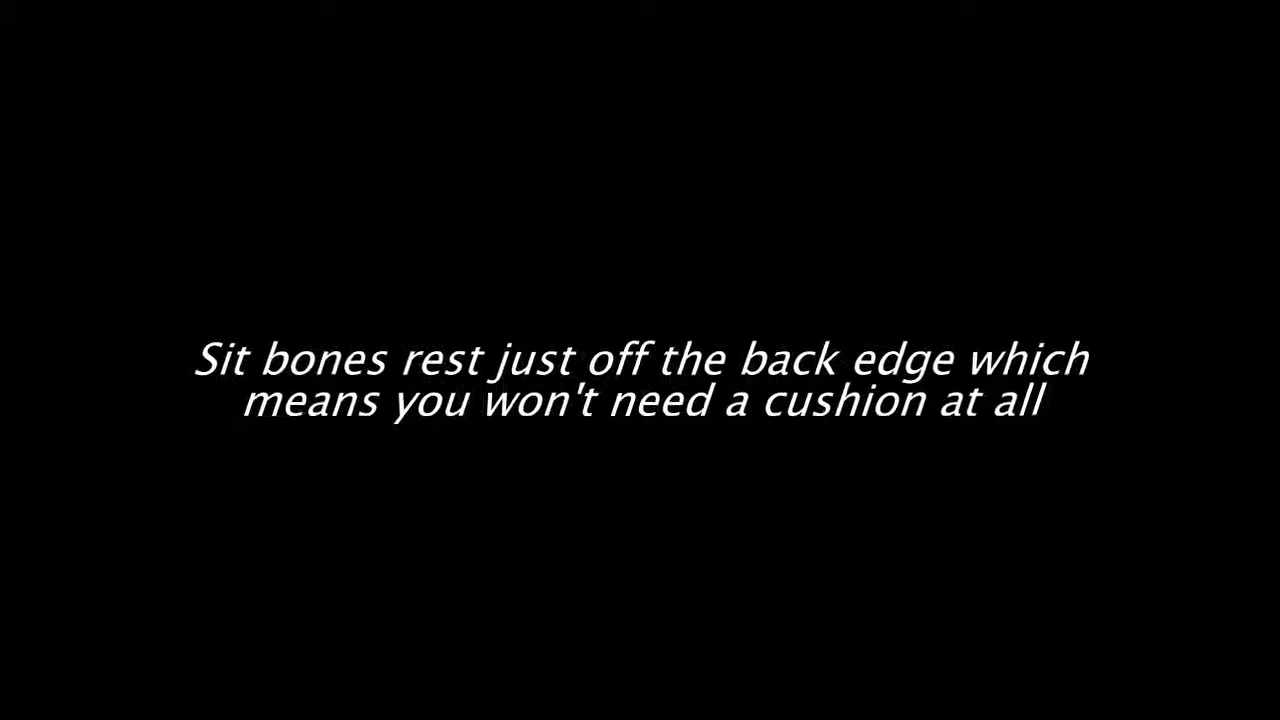 Sit bones rest just off the back edge which
means you won't need a cushion at all